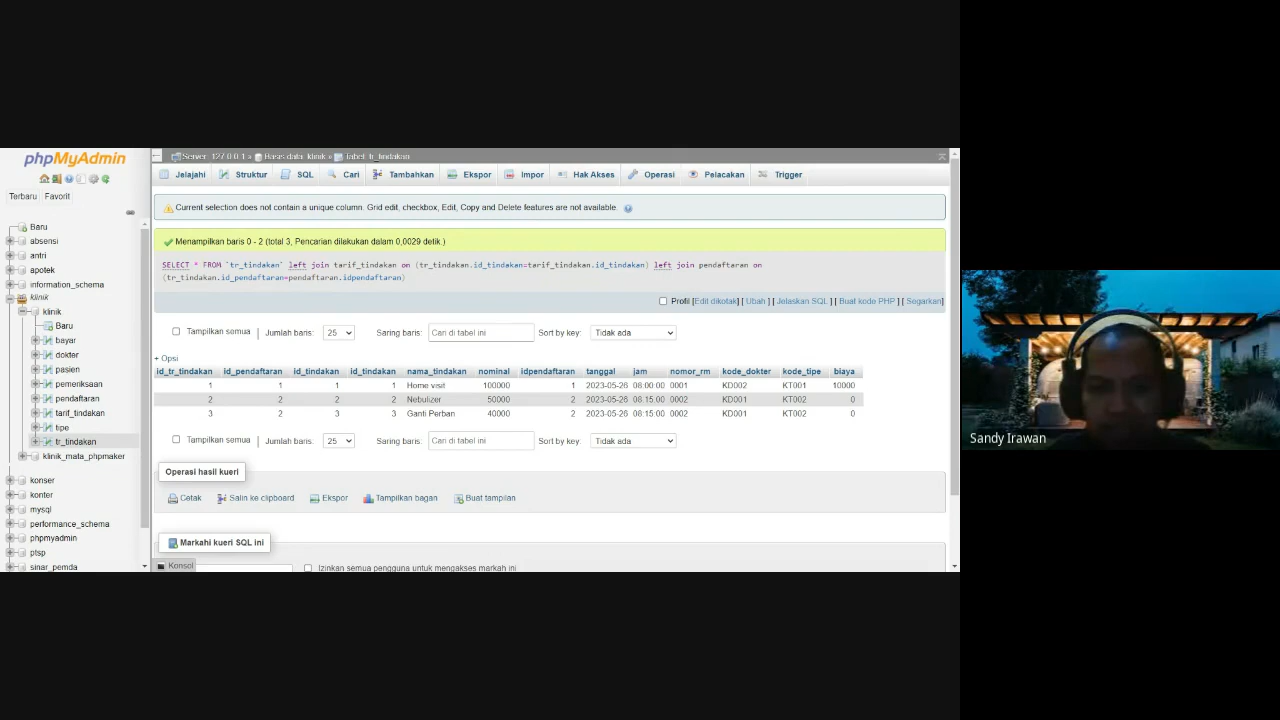 phpMyAdmin
Terbaru Favorit
Baru
absensi
antri
apotek
information_schema
klinik
klinik
Baru
bayar
dokter
pasien
pemeriksaan
pendaftaran
tarif_tindakan
tipe
tr_tindakan
klinik_mata_phpmaker
konser
konter
mysql
performance_schema
phpmyadmin
ptsp
sinar_pemda
Server: 127.0.0.1 » Basis data: klinik » Tabel: tr_tindakan
Jelajahi Struktur SQL Cari Tambahkan Ekspor Impor Hak Akses Operasi Pelacakan Trigger
Current selection does not contain a unique column. Grid edit, checkbox, Edit, Copy and Delete features are not available.
Menampilkan baris 0 - 2 (total 3, Pencarian dilakukan dalam 0,0029 detik.)
SELECT * FROM `tr_tindakan` left join tarif_tindakan on (tr_tindakan.id_tindakan=tarif_tindakan.id_tindakan) left join pendaftaran on
(tr_tindakan.id_pendaftaran=pendaftaran.idpendaftaran)
Profil [Edit dikotak] [ Ubah ] [ Jelaskan SQL ] [ Buat kode PHP ] [ Segarkan]
Tampilkan semua Jumlah baris: 25 Saring baris: Cari di tabel ini Sort by key: Tidak ada
+ Opsi
id_tr_tindakan id_pendaftaran id_tindakan id_tindakan nama_tindakan nominal idpendaftaran tanggal jam nomor_rm kode_dokter kode_tipe biaya
1 1 1 1 Home visit 100000 1 2023-05-26 08:00:00 0001 KD002 KT001 10000
2 2 2 2 Nebulizer 50000 2 2023-05-26 08:15:00 0002 KD001 KT002 0
3 2 3 3 Ganti Perban 40000 2 2023-05-26 08:15:00 0002 KD001 KT002 0
Tampilkan semua Jumlah baris: 25 Saring baris: Cari di tabel ini Sort by key: Tidak ada
Operasi hasil kueri
Cetak Salin ke clipboard Ekspor Tampilkan bagan Buat tampilan
Markahi kueri SQL ini
Konsol
Izinkan semua pengguna untuk mengakses markah ini
Sandy Irawan